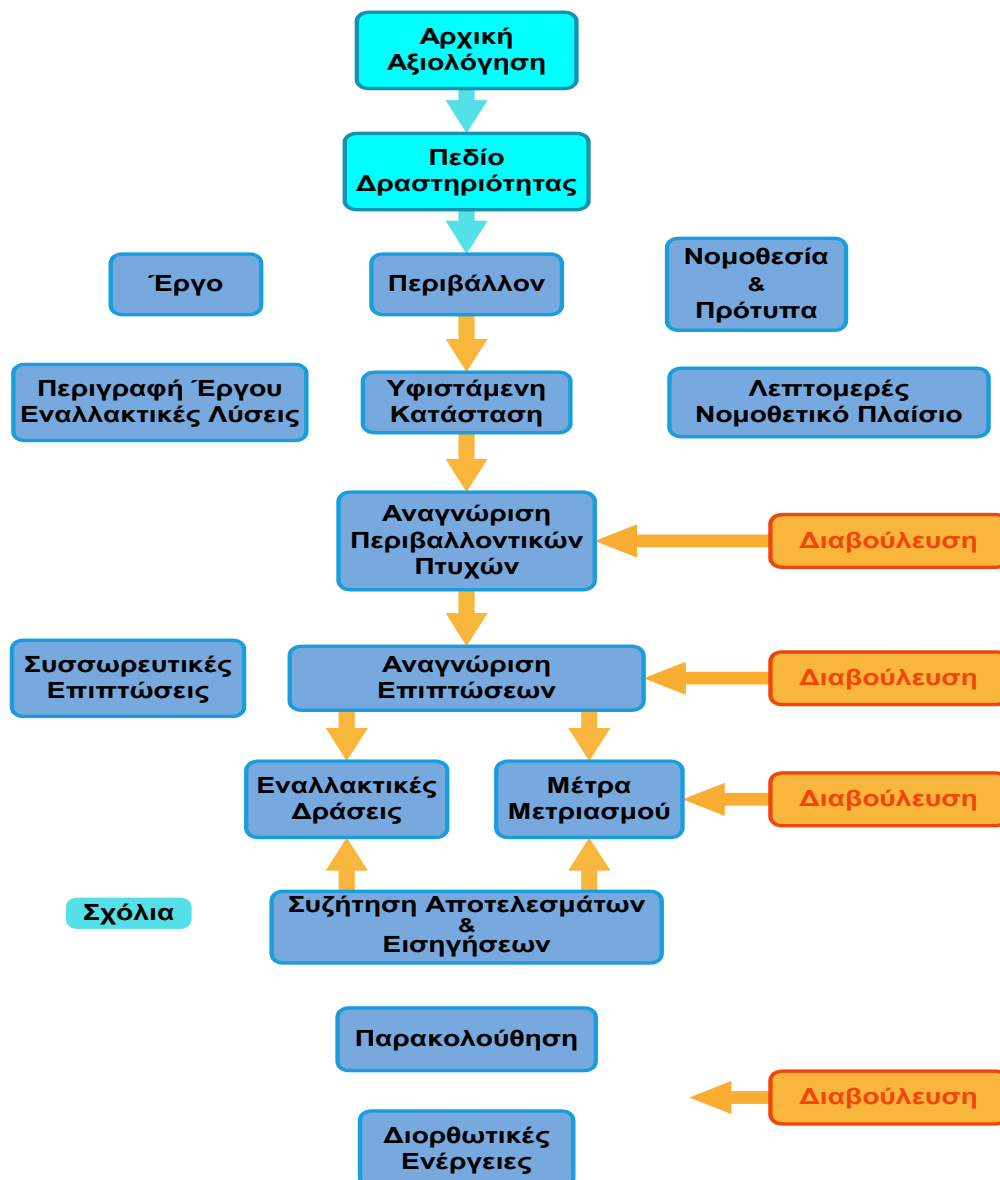 Αρχική
Αξιολόγηση
Πεδίο
Δραστηριότητας
Έργο
Περιβάλλον
Νομοθεσία
&
Πρότυπα
Περιγραφή Έργου
Εναλλακτικές Λύσεις
Υφιστάμενη
Κατάσταση
Λεπτομερές
Νομοθετικό Πλαίσιο
Αναγνώριση
Περιβαλλοντικών
Πτυχών
Διαβούλευση
Συσσωρευτικές
Επιπτώσεις
Αναγνώριση
Επιπτώσεων
Διαβούλευση
Εναλλακτικές
Δράσεις
Μέτρα
Μετριασμού
Διαβούλευση
Σχόλια
Συζήτηση Αποτελεσμάτων
&
Εισηγήσεων
Παρακολούθηση
Διαβούλευση
Διορθωτικές
Ενέργειες